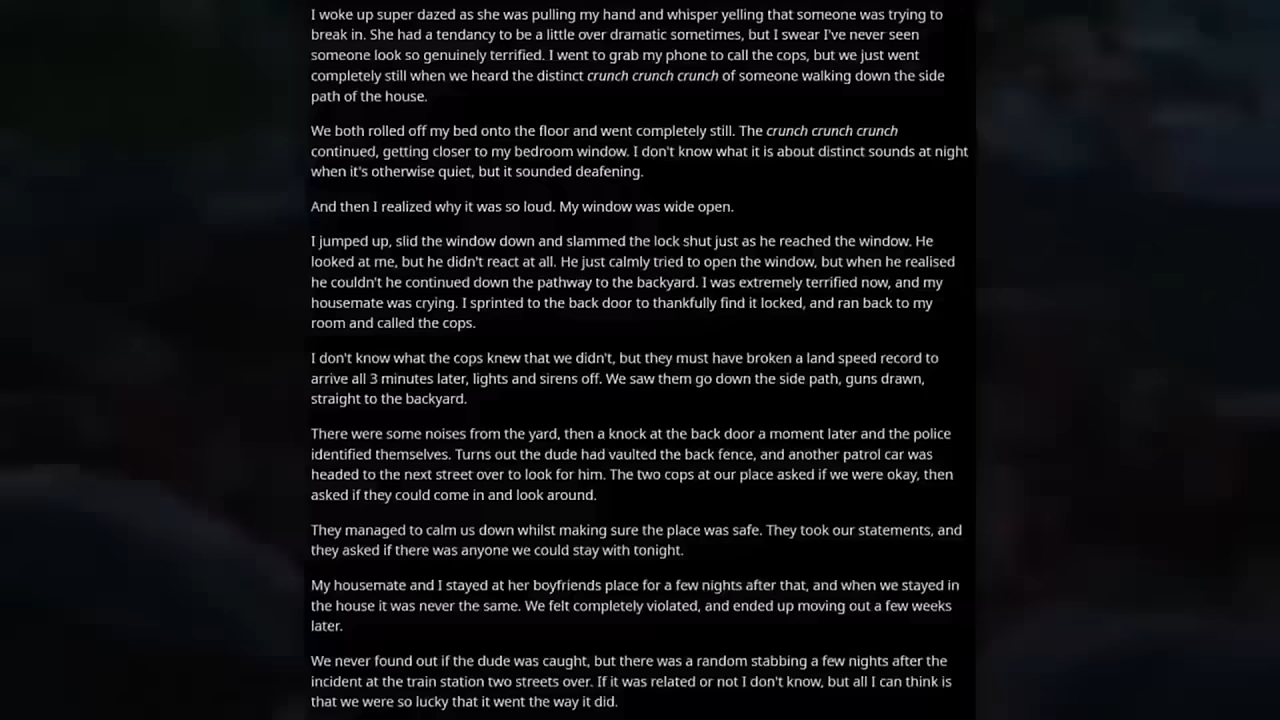 I woke up super dazed as she was pulling my hand and whisper yelling that someone was trying to
break in. She had a tendancy to be a little over dramatic sometimes, but I swear I've never seen
someone look so genuinely terrified. I went to grab my phone to call the cops, but we just went
completely still when we heard the distinct crunch crunch crunch of someone walking down the side
path of the house.
We both rolled off my bed onto the floor and went completely still. The crunch crunch crunch
continued, getting closer to my bedroom window. I don't know what it is about distinct sounds at night
when it's otherwise quiet, but it sounded deafening.
And then I realized why it was so loud. My window was wide open.
I jumped up, slid the window down and slammed the lock shut just as he reached the window. He
looked at me, but he didn't react at all. He just calmly tried to open the window, but when he realised
he couldn't he continued down the pathway to the backyard. I was extremely terrified now, and my
housemate was crying. I sprinted to the back door to thankfully find it locked, and ran back to my
room and called the cops.
I don't know what the cops knew that we didn't, but they must have broken a land speed record to
arrive all 3 minutes later, lights and sirens off. We saw them go down the side path, guns drawn,
straight to the backyard.
There were some noises from the yard, then a knock at the back door a moment later and the police
identified themselves. Turns out the dude had vaulted the back fence, and another patrol car was
headed to the next street over to look for him. The two cops at our place asked if we were okay, then
asked if they could come in and look around.
They managed to calm us down whilst making sure the place was safe. They took our statements, and
they asked if there was anyone we could stay with tonight.
My housemate and I stayed at her boyfriends place for a few nights after that, and when we stayed in
the house it was never the same. We felt completely violated, and ended up moving out a few weeks
later.
We never found out if the dude was caught, but there was a random stabbing a few nights after the
incident at the train station two streets over. If it was related or not I don't know, but all I can think is
that we were so lucky that it went the way it did.